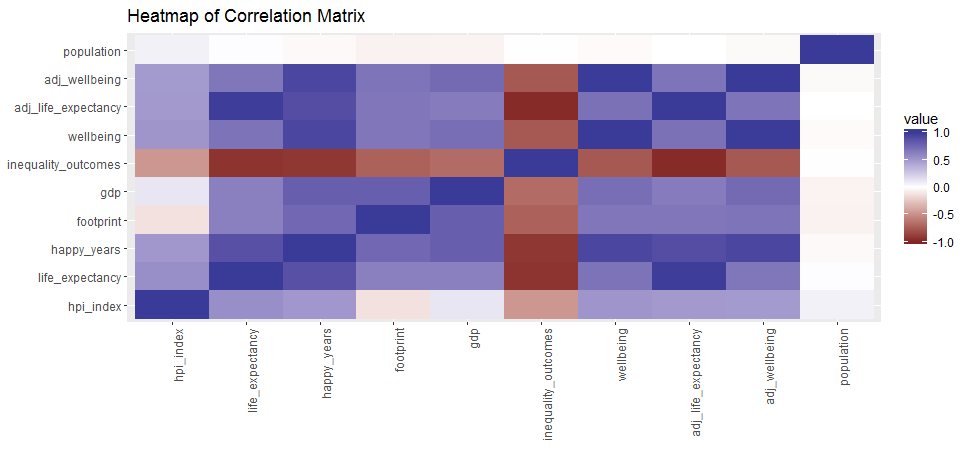 Heatmap of Correlation Matrix
population
adj_wellbeing
adj_life_expectancy
wellbeing
inequality_outcomes
gdp
footprint
happy_years
life_expectancy
hpi_index
hpi_index
life_expectancy
happy_years
footprint
gdp
inequality_outcomes
wellbeing
adj_life_expectancy
adj_wellbeing
population
value
1.0
0.5
0.0
-0.5
-1.0